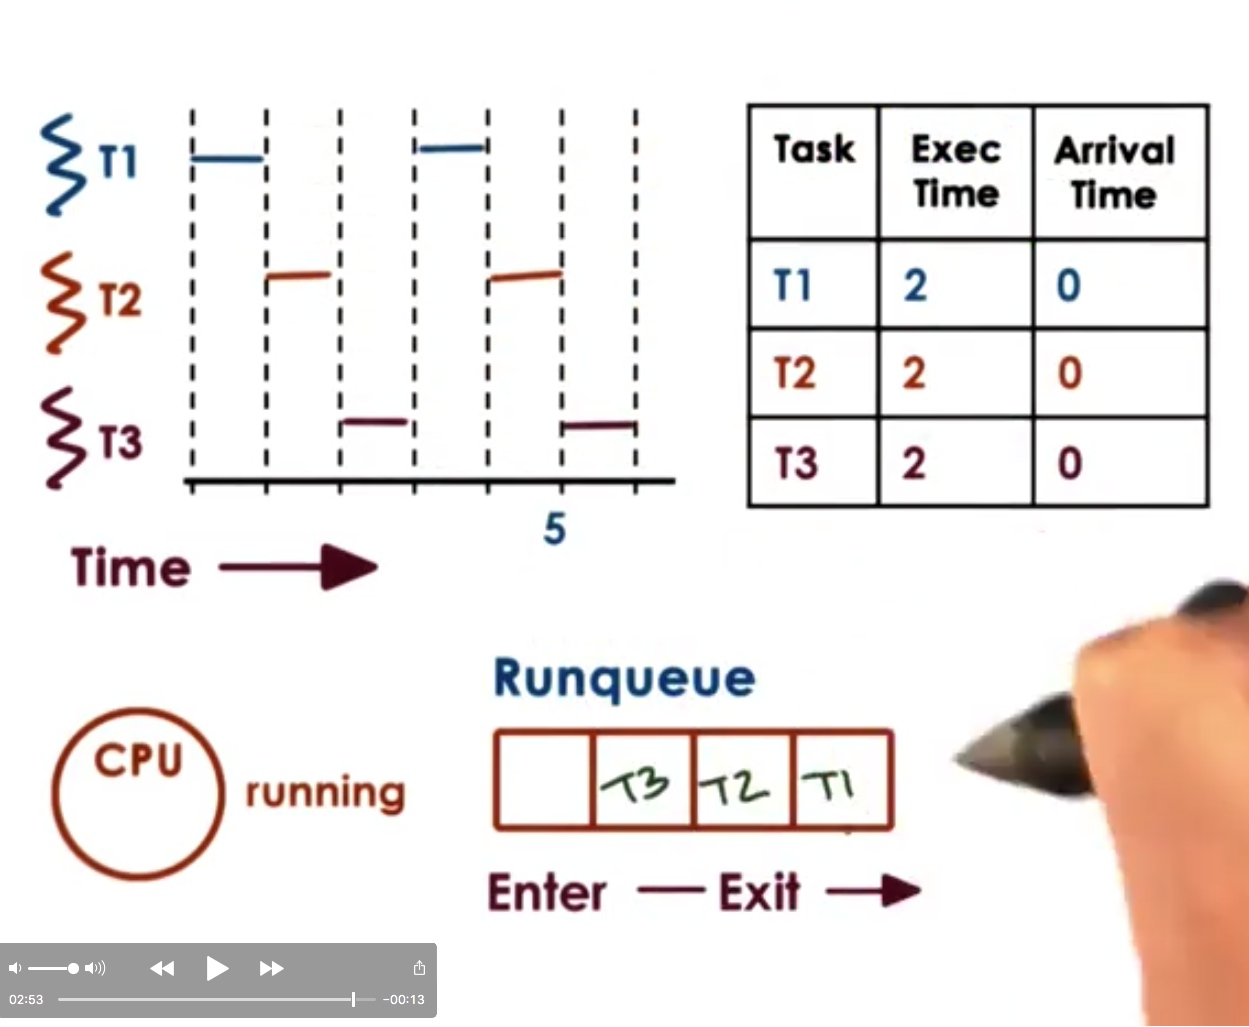 T1
T2
T3
5
Time
Task Exec Time Arrival Time
T1 2 0
T2 2 0
T3 2 0
Runqueue
CPU
running
T3 T2 T1
Enter — Exit
02:53
−00:13